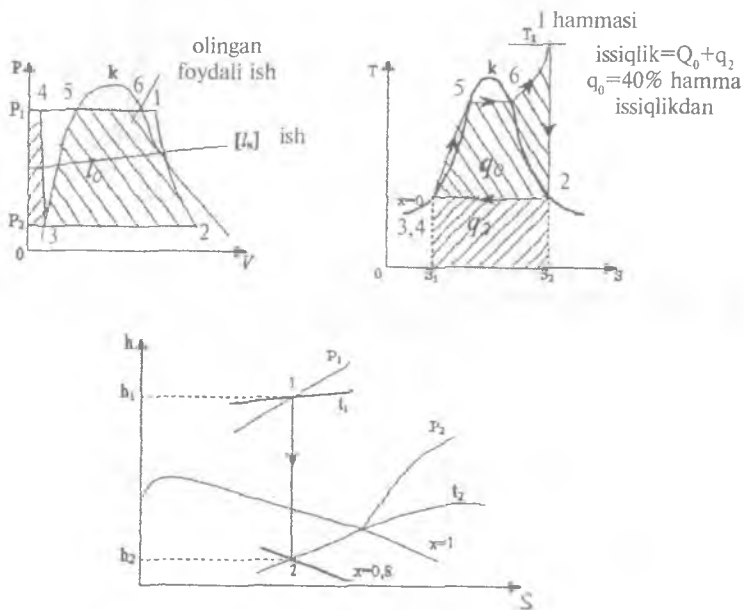 olingan
foydali ish
P
k
4
5
6
1
P₁
[lₙ] ish
l₀
P₂
3
2
0
V
1 hammasi
T₁
issiqlik=Q₀+q₂
q₀=40% hamma
issiqlikdan
T
k
5
6
q₀
x=0
2
3,4
q₂
0
S₁
S₂
s
h
P₁
h₁
1
t₁
P₂
t₂
x=1
h₂
2
x=0,8
S